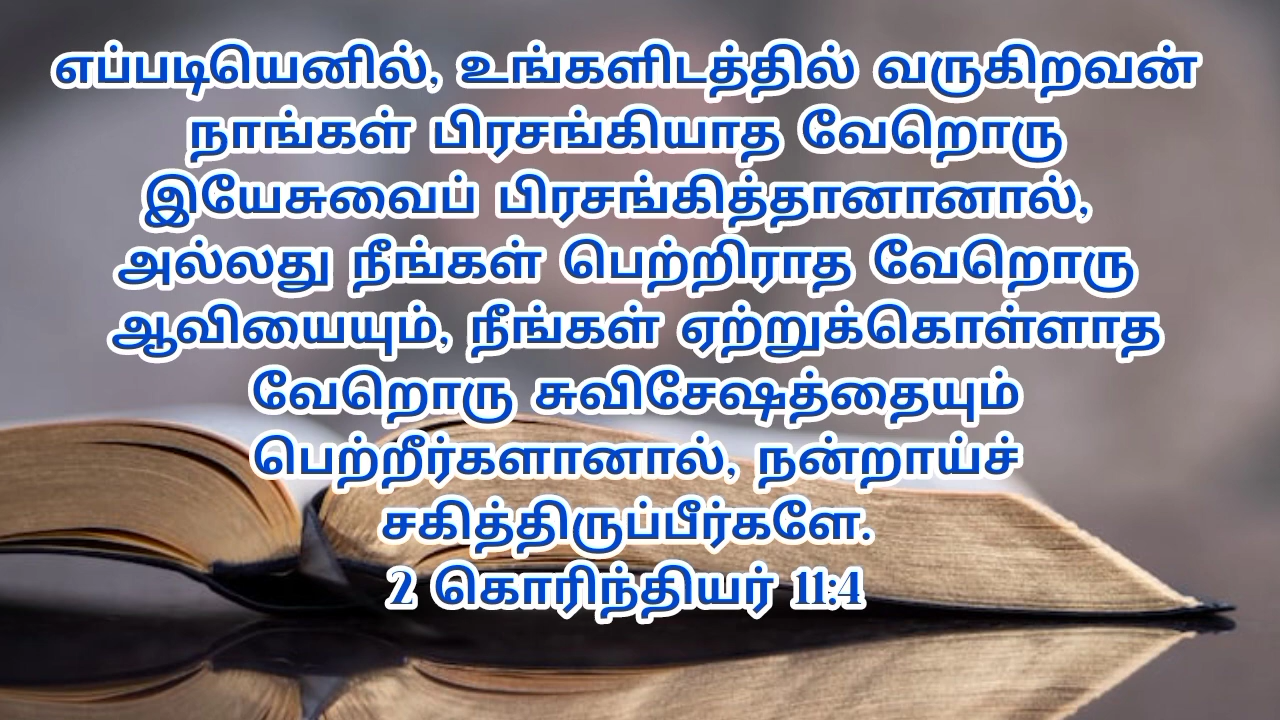 எப்படியெனில், உங்களிடத்தில் வருகிறவன்
நாங்கள் பிரசங்கியாத வேறொரு
இயேசுவைப் பிரசங்கித்தானானால்,
அல்லது நீங்கள் பெற்றிராத வேறொரு
ஆவியையும், நீங்கள் ஏற்றுக்கொள்ளாத
வேறொரு சுவிசேஷத்தையும்
பெற்றீர்களானால், நன்றாய்ச்
சகித்திருப்பீர்களே.
2 கொரிந்தியர் 11:4